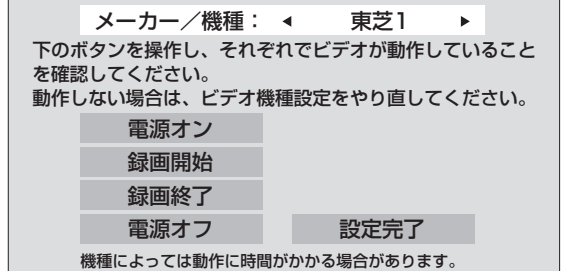 メーカー／機種： ◂ 東芝1 ▸
下のボタンを操作し、それぞれでビデオが動作していること
を確認してください。
動作しない場合は、ビデオ機種設定をやり直してください。
電源オン
録画開始
録画終了
電源オフ 設定完了
機種によっては動作に時間がかかる場合があります。